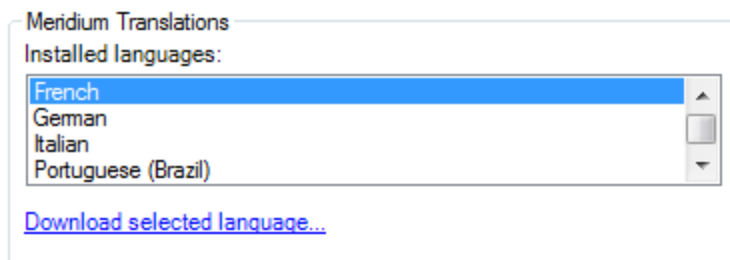 Meridium Translations
Installed languages:
French
German
Italian
Portuguese (Brazil)
Download selected language...